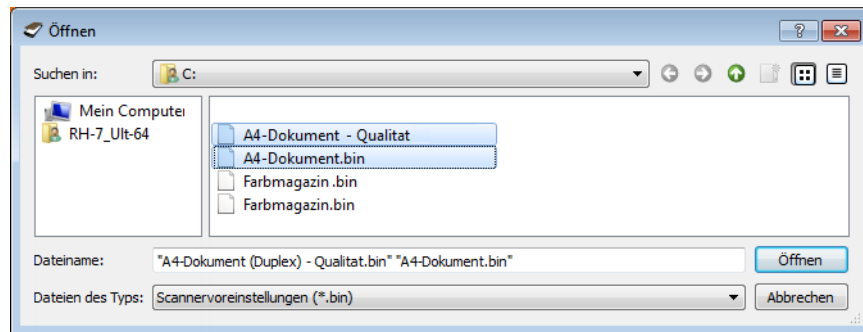 Öffnen
Suchen in: C:
Mein Computer
RH-7_Ult-64
A4-Dokument - Qualitat
A4-Dokument.bin
Farbmagazin .bin
Farbmagazin.bin
Dateiname: "A4-Dokument (Duplex) - Qualitat.bin" "A4-Dokument.bin" Öffnen
Dateien des Typs: Scannervoreinstellungen (*.bin) Abbrechen